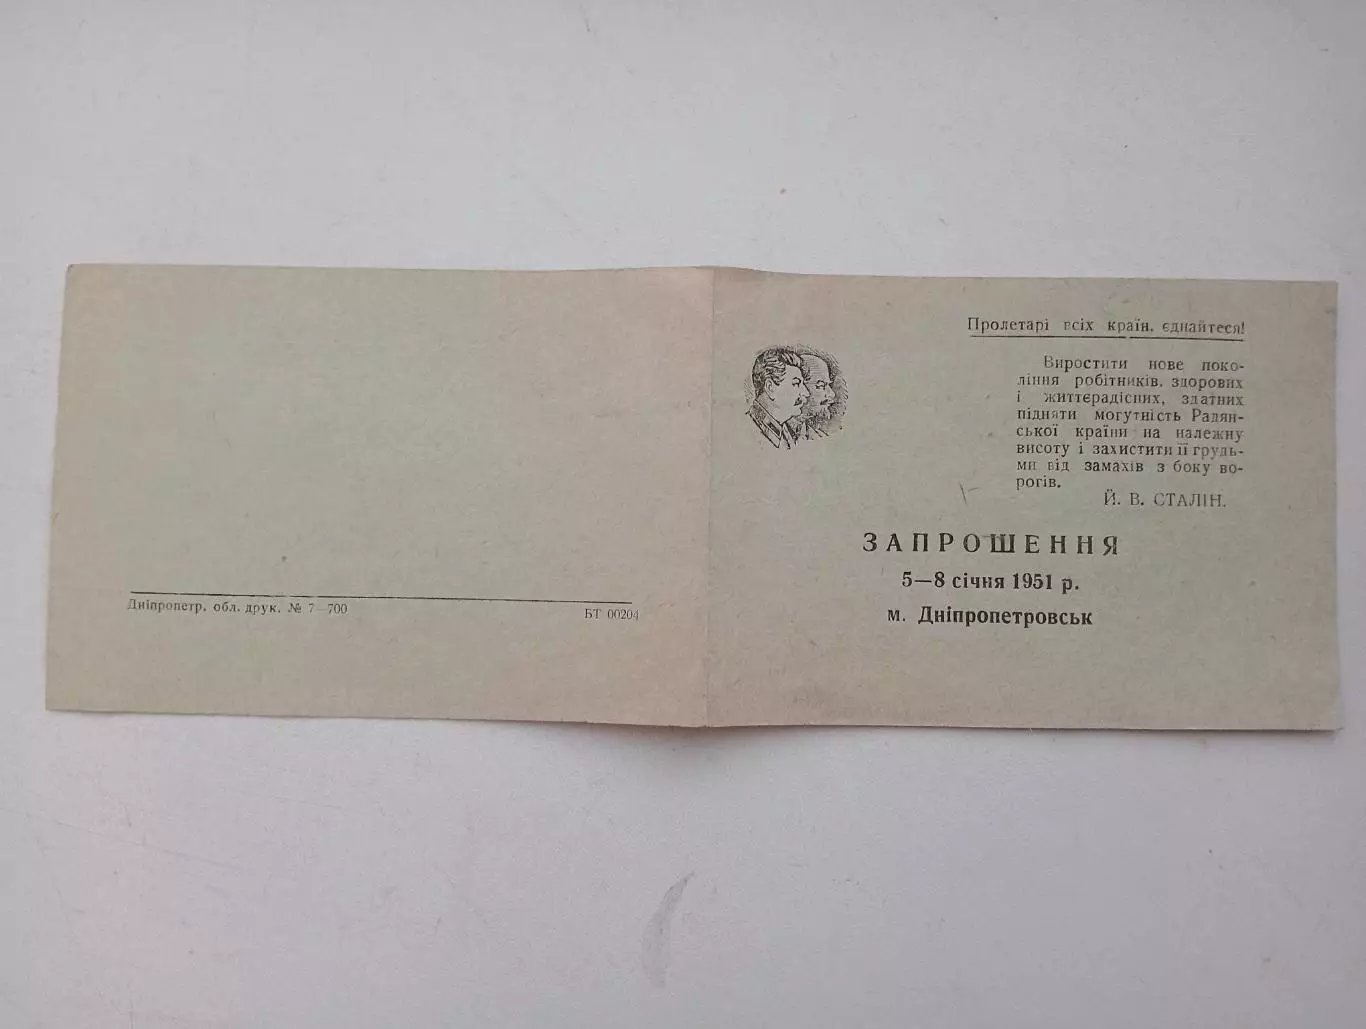 Пролетарі всіх країн, єднайтеся!
Виростити нове поко-
ління робітників, здорових
і життєрадісних, здатних
підняти могутність Радян-
ської країни на належну
висоту і захистити її грудь-
ми від замахів з боку во-
рогів.
Й. В. СТАЛІН.
ЗАПРОШЕННЯ
5—8 січня 1951 р.
м. Дніпропетровськ
Дніпропетр. обл. друк. № 7—700
БТ 00204